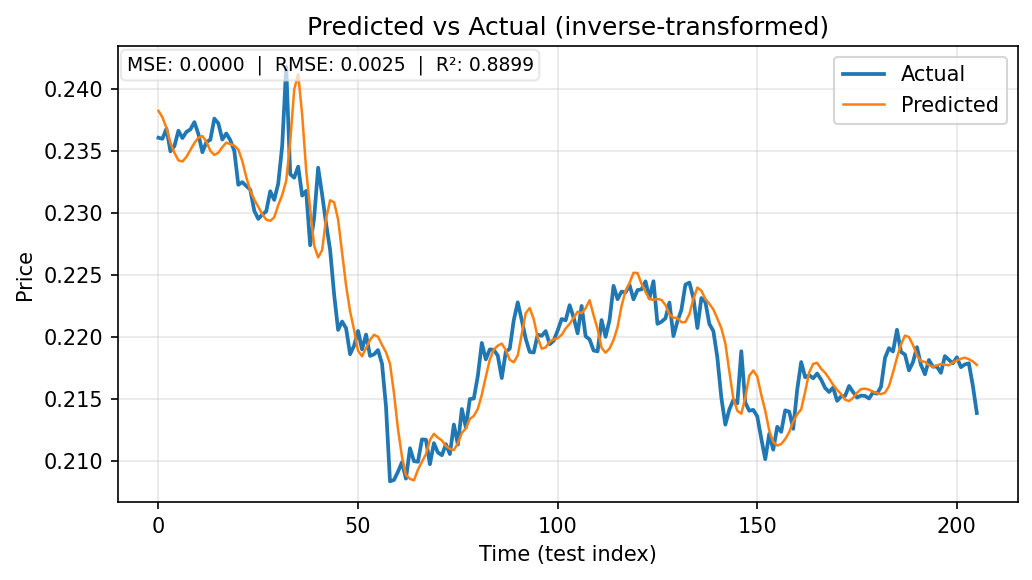 Predicted vs Actual (inverse-transformed)
MSE: 0.0000 | RMSE: 0.0025 | R²: 0.8899
Actual
Predicted
0.240
0.235
0.230
0.225
0.220
0.215
0.210
Price
0 50 100 150 200
Time (test index)